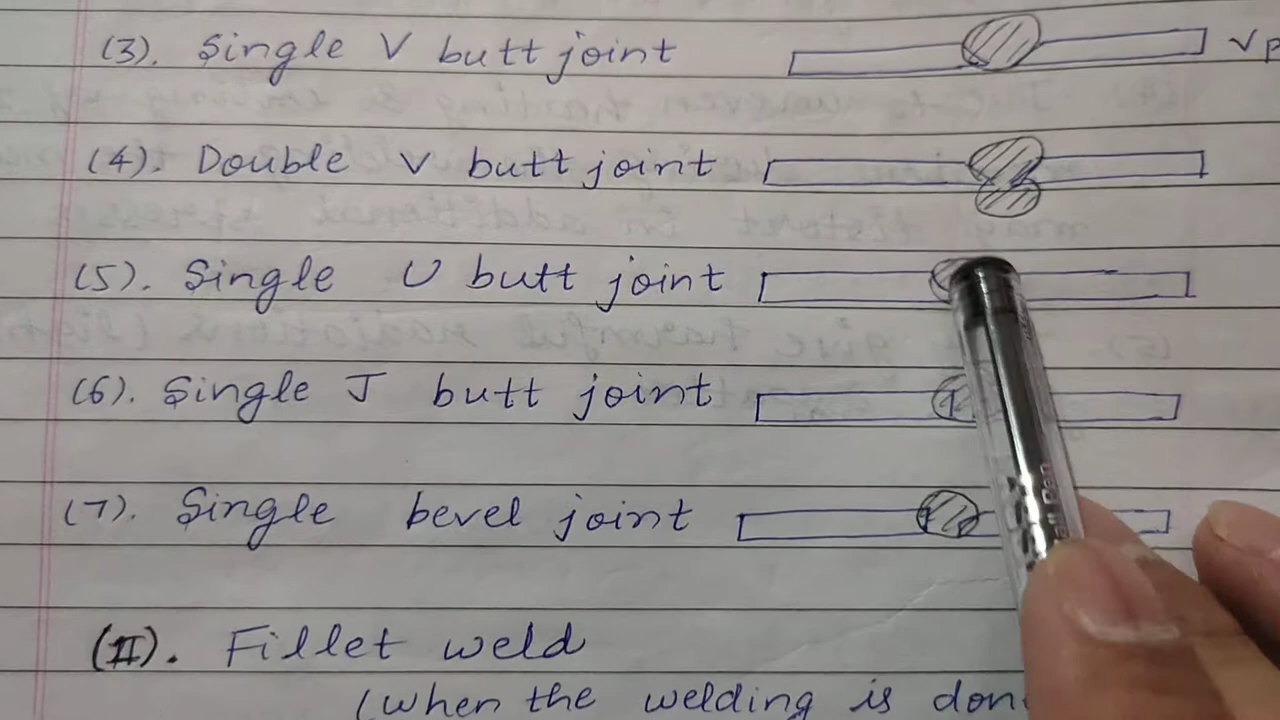 (3). Single V butt joint
(4). Double V butt joint
(5). Single U butt joint
(6). Single J butt joint
(7). Single bevel joint
(II). Fillet weld
(when the welding is